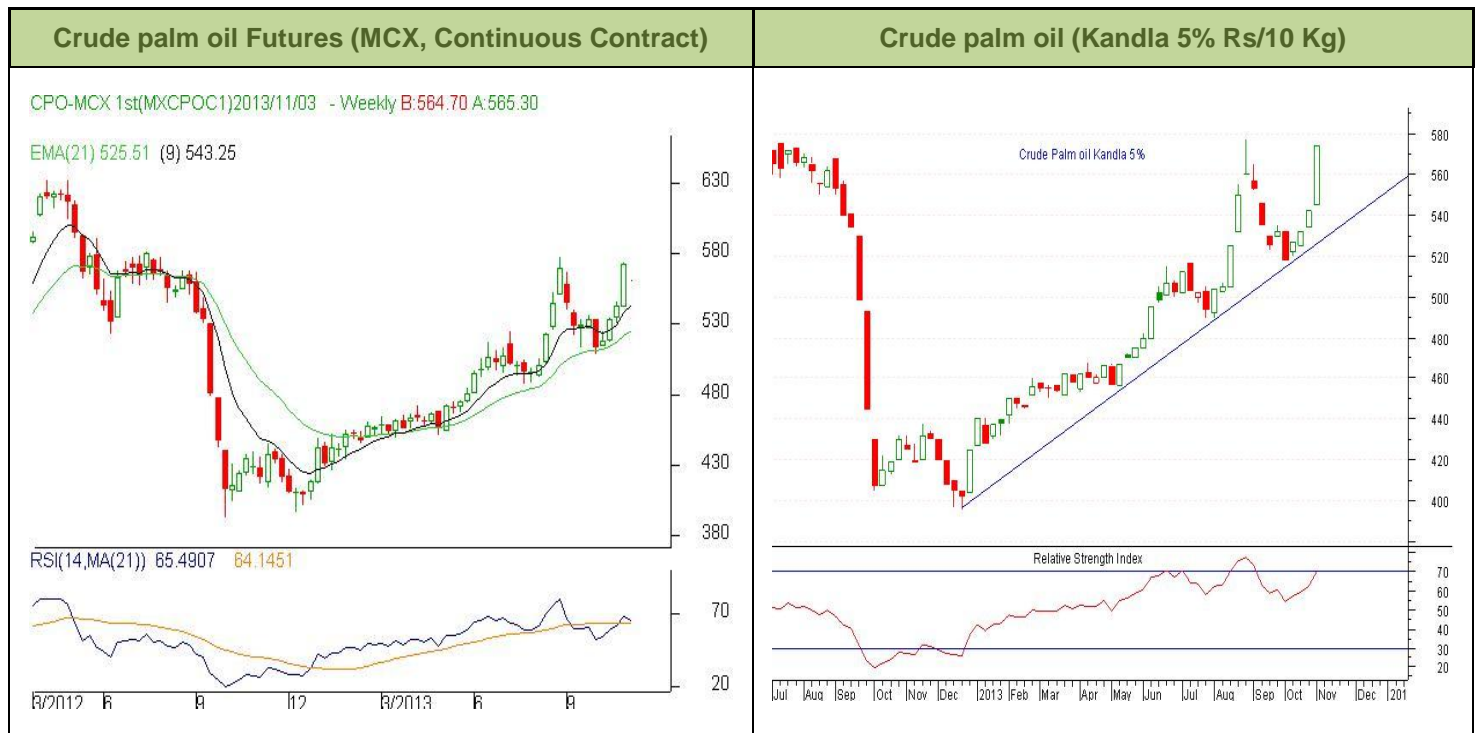 Crude palm oil Futures (MCX, Continuous Contract)
CPO-MCX 1st(MXCPOC1)2013/11/03 - Weekly B:564.70 A:565.30
EMA(21) 525.51 (9) 543.25
630
580
530
480
430
380
RSI(14,MA(21)) 65.4907 64.1451
70
20
3/2012 6 9 12 3/2013 6 9
Crude palm oil (Kandla 5% Rs/10 Kg)
Crude Palm oil Kandla 5%
580
560
540
520
500
480
460
440
420
400
Relative Strength Index
70
60
50
40
30
20
Jul Aug Sep Oct Nov Dec 2013 Feb Mar Apr May Jun Jul Aug Sep Oct Nov Dec 201